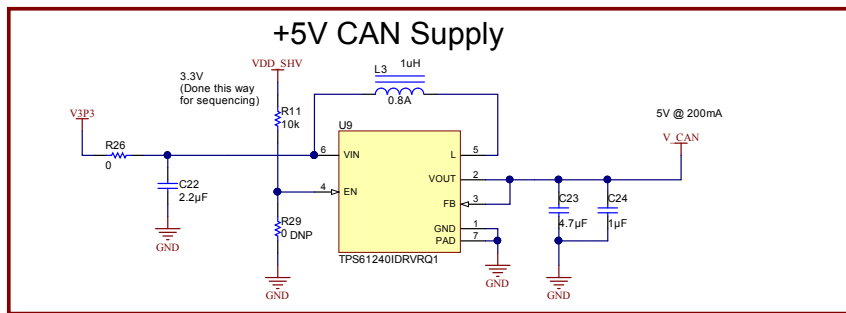 +5V CAN Supply
3.3V
(Done this way
for sequencing)
VDD_SHV
L3
1uH
0.8A
R11
10k
V3P3
R26
0
C22
2.2µF
GND
U9
6
VIN
L
5
VOUT
2
4
EN
FB
3
GND
1
PAD
7
TPS61240IDRVRQ1
R29
0 DNP
GND
GND
5V @ 200mA
V_CAN
C23
4.7µF
C24
1µF
GND